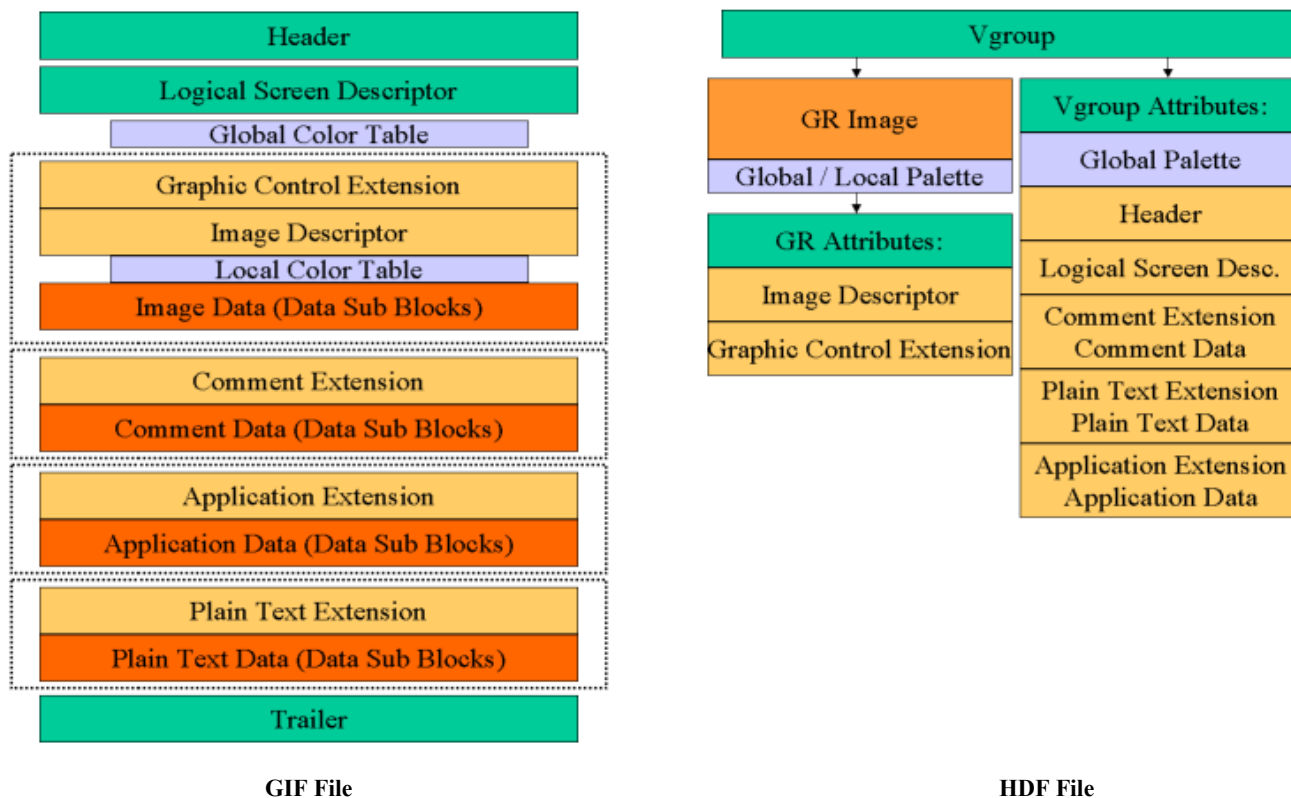 Header
Logical Screen Descriptor
Global Color Table
Graphic Control Extension
Image Descriptor
Local Color Table
Image Data (Data Sub Blocks)
Comment Extension
Comment Data (Data Sub Blocks)
Application Extension
Application Data (Data Sub Blocks)
Plain Text Extension
Plain Text Data (Data Sub Blocks)
Trailer
GIF File
Vgroup
GR Image
Global / Local Palette
GR Attributes:
Image Descriptor
Graphic Control Extension
Vgroup Attributes:
Global Palette
Header
Logical Screen Desc.
Comment Extension
Comment Data
Plain Text Extension
Plain Text Data
Application Extension
Application Data
HDF File